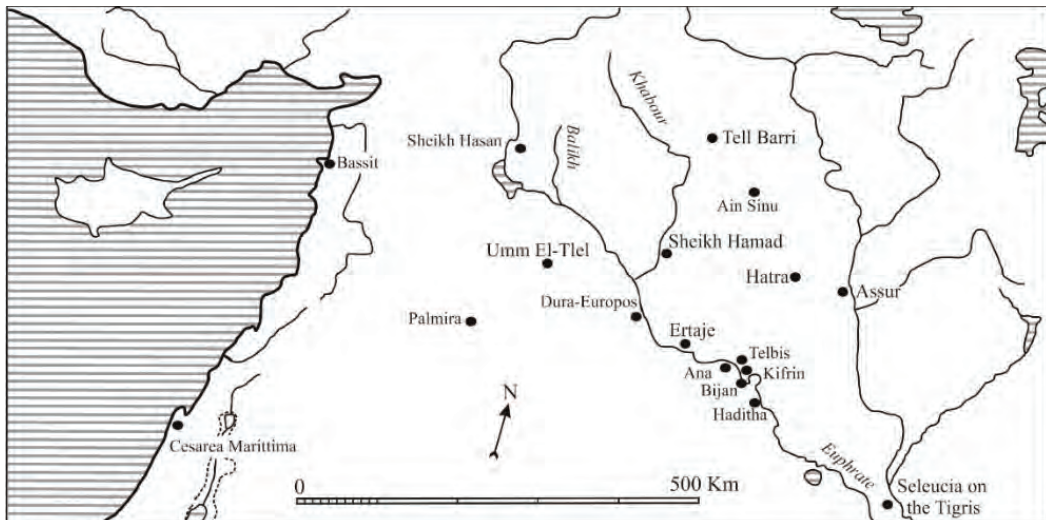 Khabour
Balikh
Tell Barri
Sheikh Hasan
Bassit
Ain Sinu
Sheikh Hamad
Umm El-Tlel
Hatra
Assur
Dura-Europos
Palmira
Ertaje
Telbis
Ana
Kifrin
Bijan
N
Haditha
Cesarea Marittima
Euphrate
0
500 Km
Seleucia on
the Tigris